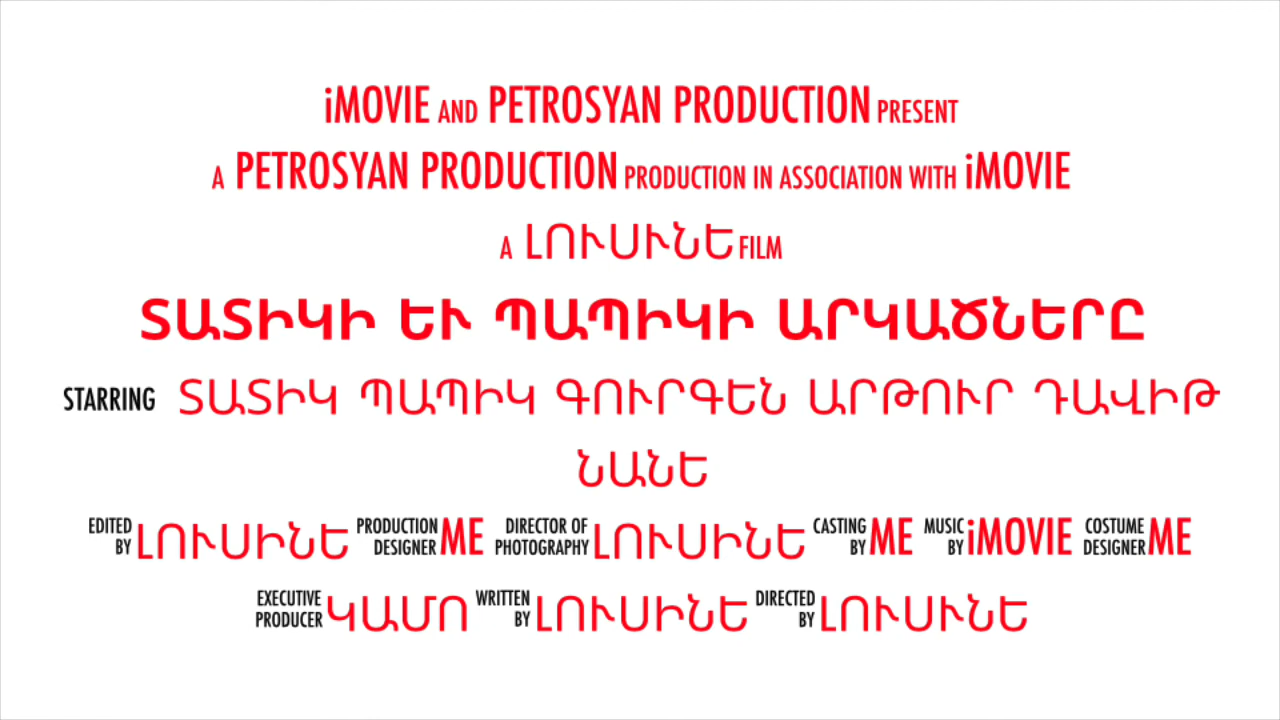 iMOVIE AND PETROSYAN PRODUCTION PRESENT
A PETROSYAN PRODUCTION PRODUCTION IN ASSOCIATION WITH iMOVIE
A ԼՈՒՍՒՆԵ FILM
ՏԱՏԻԿԻ ԵՒ ՊԱՊԻԿԻ ԱՐԿԱԾՆԵՐԸ
STARRING ՏԱՏԻԿ ՊԱՊԻԿ ԳՈՒՐԳԵՆ ԱՐԹՈՒՐ ԴԱՎԻԹ
ՆԱՆԵ
EDITED BY ԼՈՒՍԻՆԵ PRODUCTION DESIGNER ME DIRECTOR OF PHOTOGRAPHY ԼՈՒՍԻՆԵ CASTING BY ME MUSIC BY iMOVIE COSTUME DESIGNER ME
EXECUTIVE PRODUCER ԿԱՄՈ WRITTEN BY ԼՈՒՍԻՆԵ DIRECTED BY ԼՈՒՍՒՆԵ